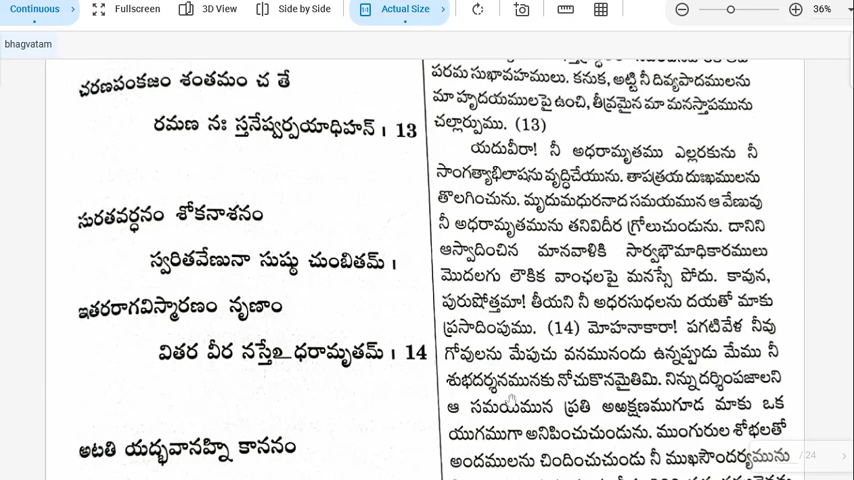 Continuous
Fullscreen
3D View
Side by Side
Actual Size
36%
bhagvatam
చరణపంకజం శంతమం చ తే
రమణ నః స్తనేష్వర్పయాధిహన్ । 13
సురతవర్ధనం శోకనాశనం
స్వరితవేణునా సుష్ఠు చుంబితమ్ ।
ఇతరరాగవిస్మారణం నృణాం
వితర వీర నస్తేఽధరామృతమ్ । 14
అటతి యద్భవానహ్ని కాననం
పరమ సుఖావహములు. కనుక, అట్టి నీ దివ్యపాదములను
మా హృదయములపై ఉంచి, తీవ్రమైన మా మనస్తాపమును
చల్లార్పుము. (13)
యదువీరా! నీ అధరామృతము ఎల్లరకును నీ
సాంగత్యాభిలాషను వృద్ధిచేయును. తాపత్రయ దుఃఖములను
తొలగించును. మృదుమధురనాద సమయమున ఆ వేణువు
నీ అధరామృతమును తనివిదీర గ్రోలుచుండును. దానిని
ఆస్వాదించిన మానవాళికి సార్వభౌమాధికారములు
మొదలగు లౌకిక వాంఛలపై మనస్సే పోదు. కావున,
పురుషోత్తమా! తీయని నీ అధరసుధలను దయతో మాకు
ప్రసాదింపుము. (14) మోహనాకారా! పగటివేళ నీవు
గోవులను మేపుచు వనమునందు ఉన్నప్పుడు మేము నీ
శుభదర్శనమునకు నోచుకొనమైతిమి. నిన్నుదర్శింపజాలని
ఆ సమయమున ప్రతి అఱక్షణముగూడ మాకు ఒక
యుగముగా అనిపించుచుండును. ముంగురుల శోభలతో
అందములను చిందించుచుండు నీ ముఖసౌందర్యమును
/ 24